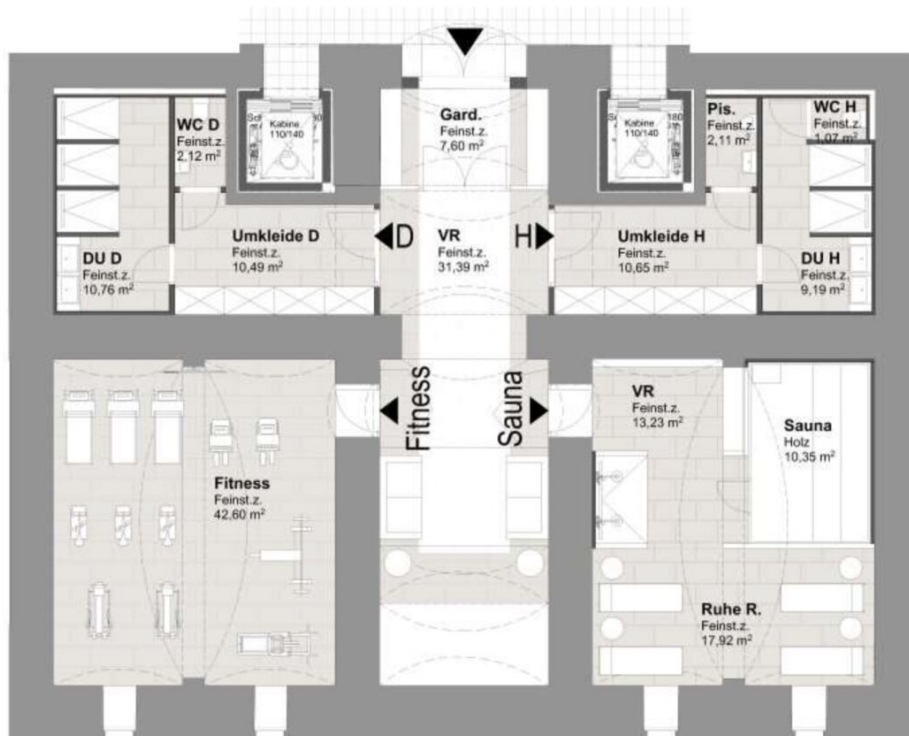 WC D
Feinst.z.
2,12 m²
Kabine
110/140
Gard.
Feinst.z.
7,60 m²
Kabine
110/140
180
Pis.
Feinst.z.
2,11 m²
WC H
Feinst.z.
1,07 m²
DU D
Feinst.z.
10,76 m²
Umkleide D
Feinst.z.
10,49 m²
D
VR
Feinst.z.
31,39 m²
H
Umkleide H
Feinst.z.
10,65 m²
DU H
Feinst.z.
9,19 m²
Fitness
Feinst.z.
42,60 m²
Fitness
Sauna
VR
Feinst.z.
13,23 m²
Sauna
Holz
10,35 m²
Ruhe R.
Feinst.z.
17,92 m²